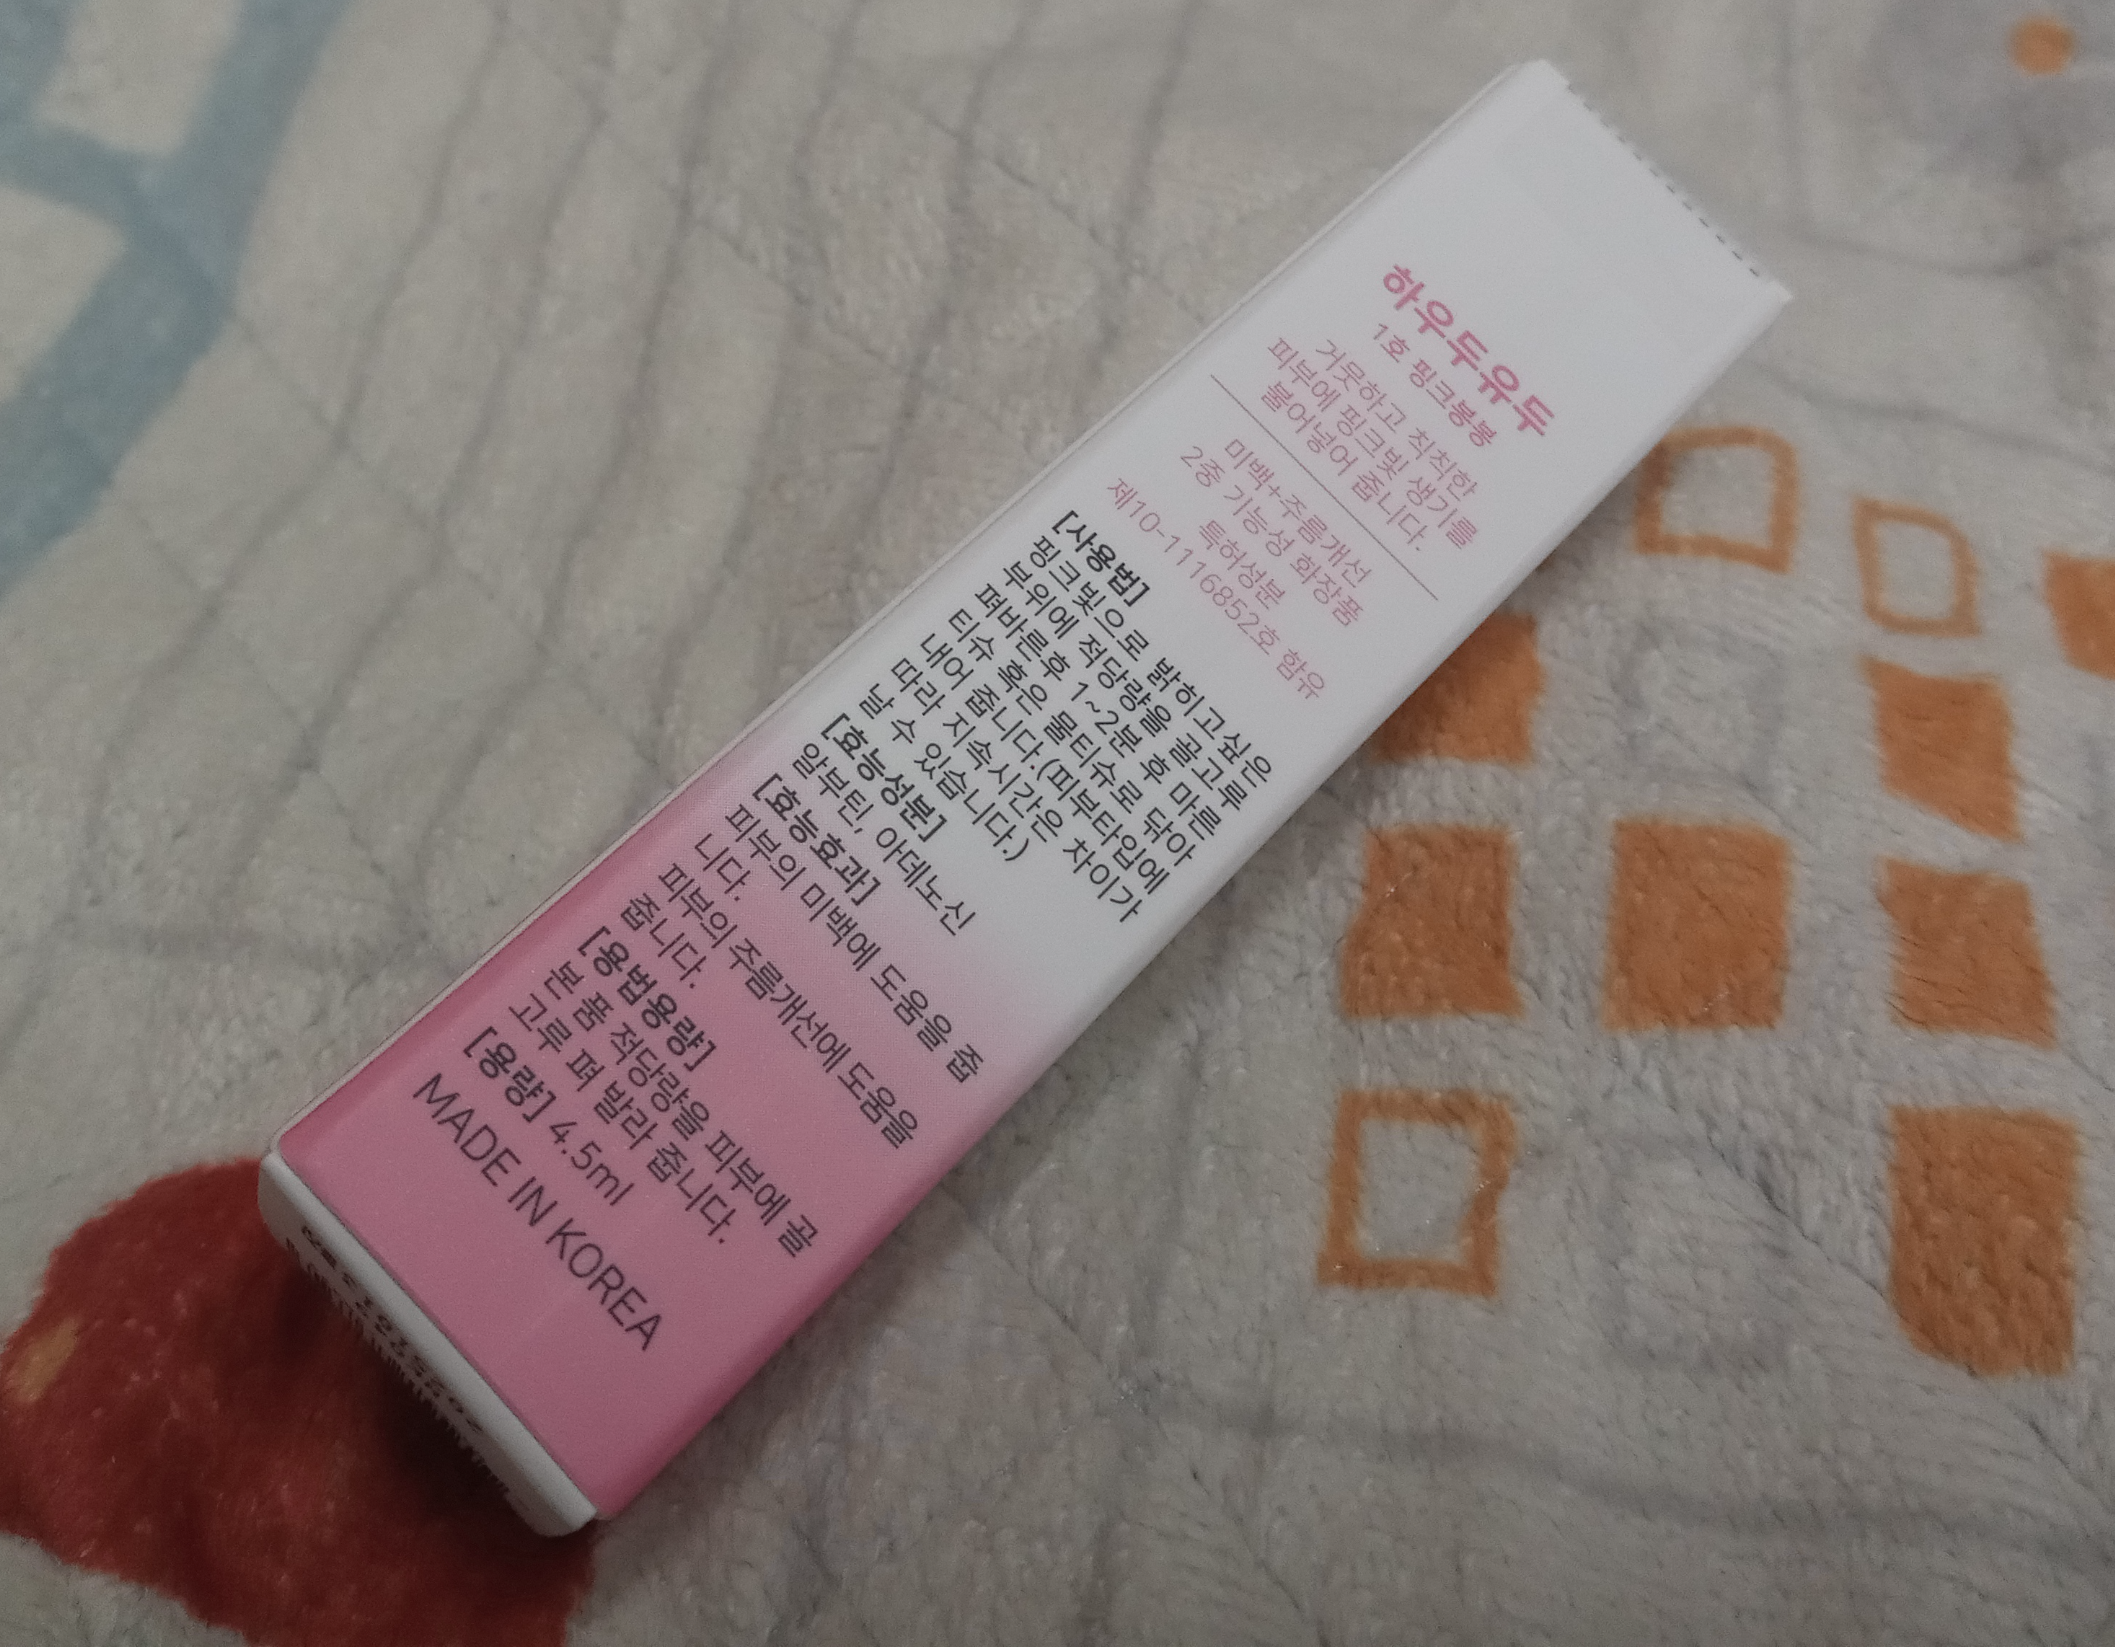 하우두유두
1호 핑크봉봉
거뭇하고 칙칙한
피부에 핑크빛 생기를
불어넣어 줍니다.
미백+주름개선
2중 기능성 화장품
특허성분
제10-1116852호 함유
[사용법]
핑크빛으로 밝히고싶은
부위에 적당량을 골고루
펴바른후 1~2분 후 마른
티슈 혹은 물티슈로 닦아
내어 줍니다.(피부타입에
따라 지속시간은 차이가
날 수 있습니다.)
[효능성분]
알부틴, 아데노신
[효능효과]
피부의 미백에 도움을 줍
니다.
피부의 주름개선에 도움을
줍니다.
[용법용량]
본 품 적당량을 피부에 골
고루 펴 발라 줍니다.
[용량] 4.5ml
MADE IN KOREA